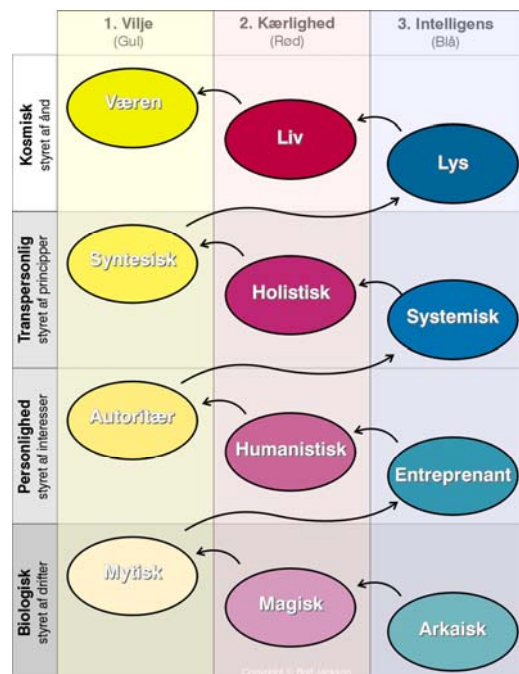 1. Vilje
(Gul)
2. Kærlighed
(Rød)
3. Intelligens
(Blå)
Kosmisk
styret af ånd
Væren
Liv
Lys
Transpersonlig
styret af principper
Syntesisk
Holistisk
Systemisk
Personlighed
styret af interesser
Autoritær
Humanistisk
Entreprenant
Biologisk
styret af drifter
Mytisk
Magisk
Arkaisk